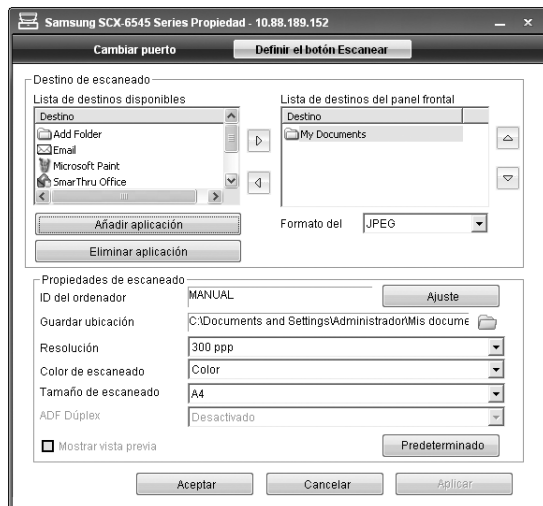 Samsung SCX-6545 Series Propiedad - 10.88.189.152
Cambiar puerto Definir el botón Escanear
Destino de escaneado
Lista de destinos disponibles
Destino
Add Folder
Email
Microsoft Paint
SmarThru Office
Lista de destinos del panel frontal
Destino
My Documents
Añadir aplicación
Eliminar aplicación
Formato del JPEG
Propiedades de escaneado
ID del ordenador MANUAL Ajuste
Guardar ubicación C:\Documents and Settings\Administrador\Mis docume
Resolución 300 ppp
Color de escaneado Color
Tamaño de escaneado A4
ADF Dúplex Desactivado
Mostrar vista previa Predeterminado
Aceptar Cancelar Aplicar